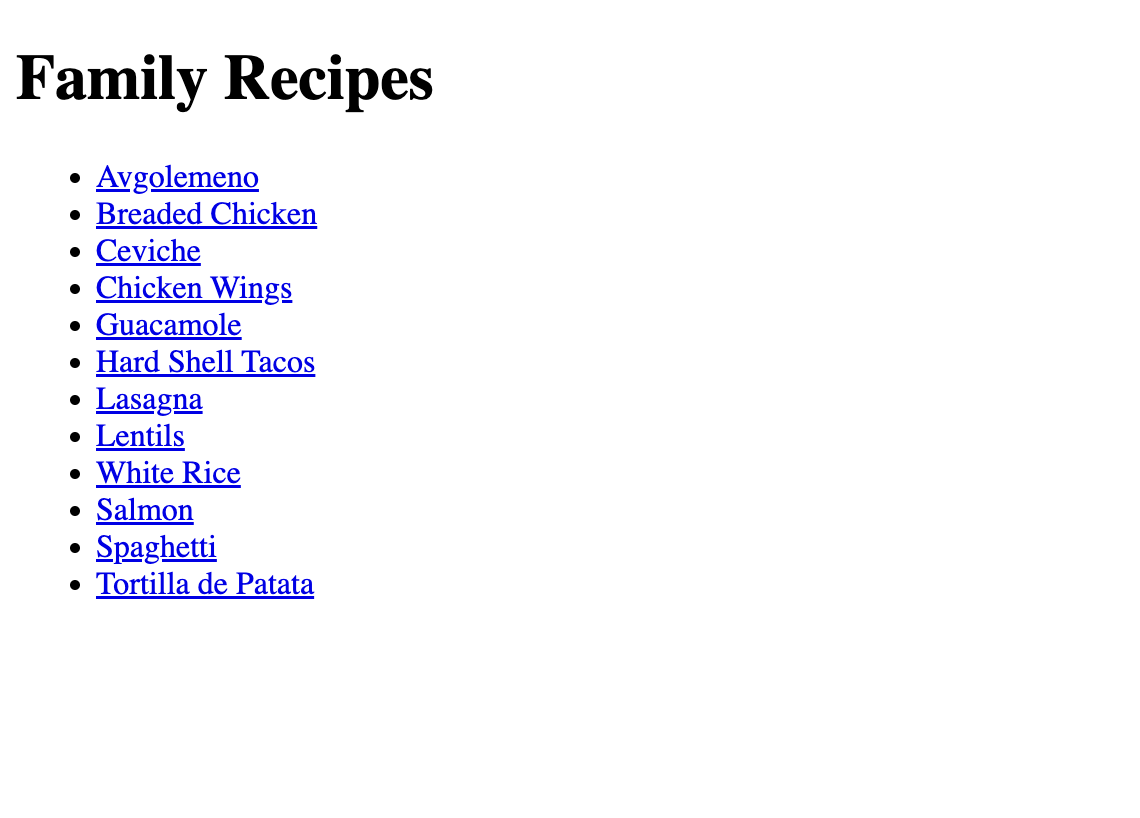 Family Recipes
Avgolemeno
Breaded Chicken
Ceviche
Chicken Wings
Guacamole
Hard Shell Tacos
Lasagna
Lentils
White Rice
Salmon
Spaghetti
Tortilla de Patata